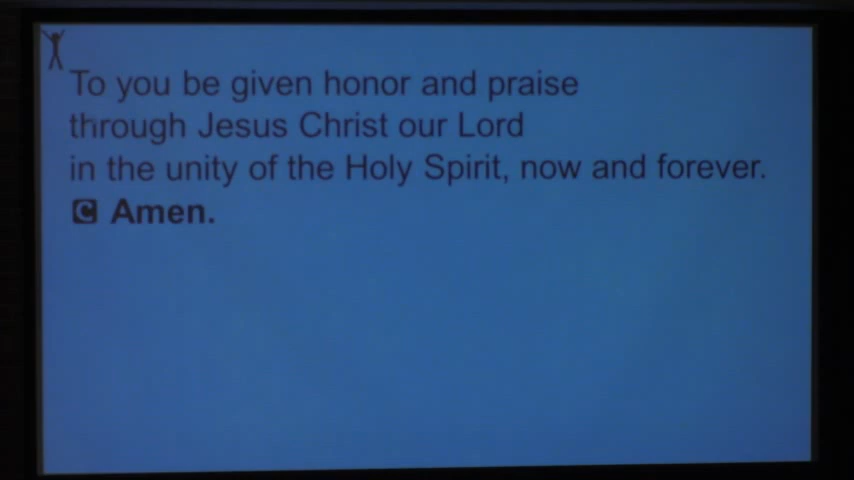 To you be given honor and praise
through Jesus Christ our Lord
in the unity of the Holy Spirit, now and forever.
C Amen.